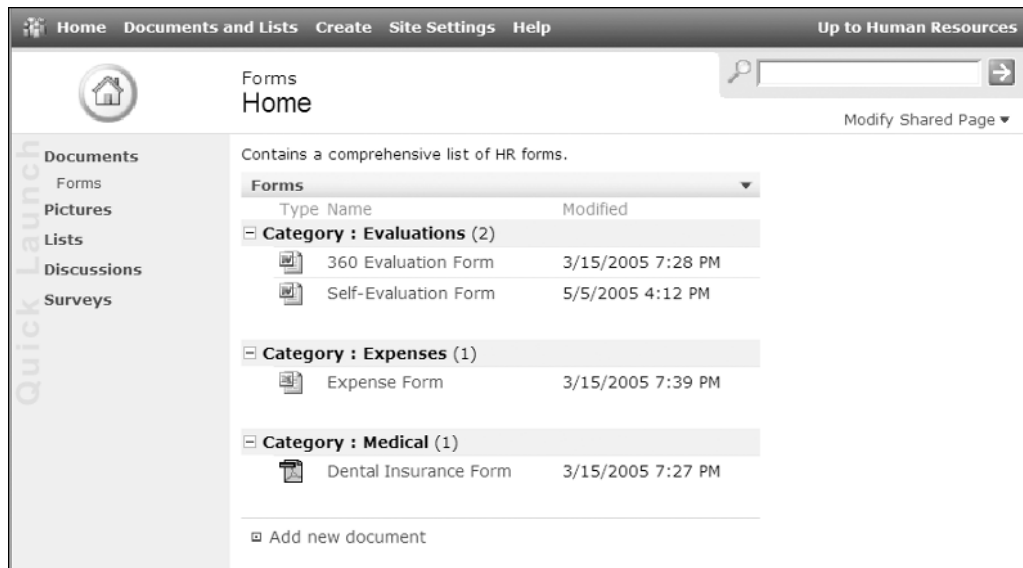 Home Documents and Lists Create Site Settings Help Up to Human Resources
Forms
Home
Modify Shared Page
Quick Launch
Documents
Forms
Pictures
Lists
Discussions
Surveys
Contains a comprehensive list of HR forms.
Forms
Type Name Modified
Category : Evaluations (2)
360 Evaluation Form 3/15/2005 7:28 PM
Self-Evaluation Form 5/5/2005 4:12 PM
Category : Expenses (1)
Expense Form 3/15/2005 7:39 PM
Category : Medical (1)
Dental Insurance Form 3/15/2005 7:27 PM
Add new document